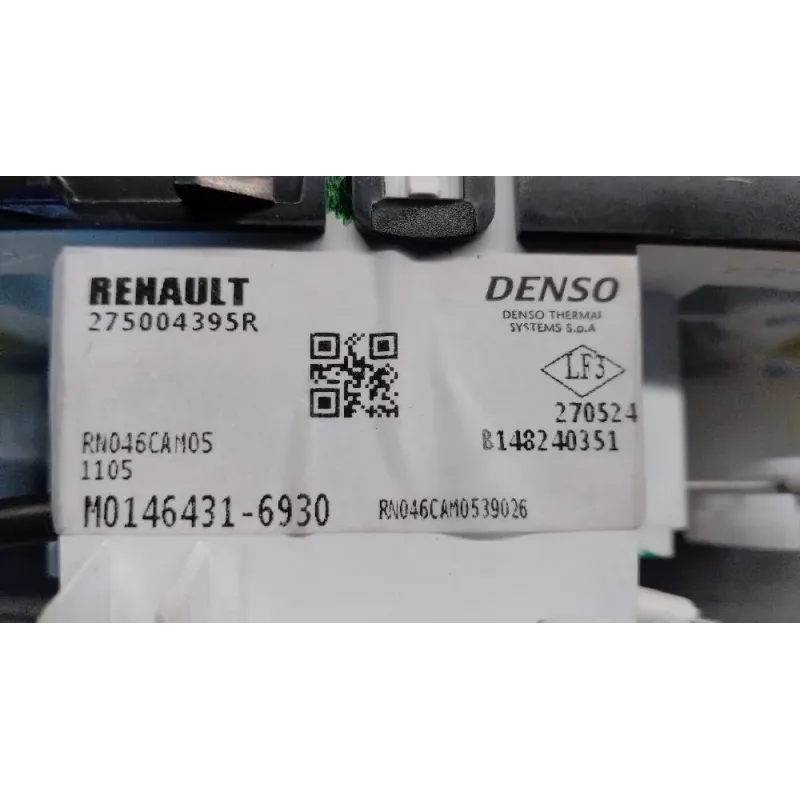 RENAULT
275004395R
DENSO
DENSO THERMAL
SYSTEMS S.p.A
LF3
270524
B148240351
RN046CAM05
1105
M0146431-6930
RN046CAM0539026